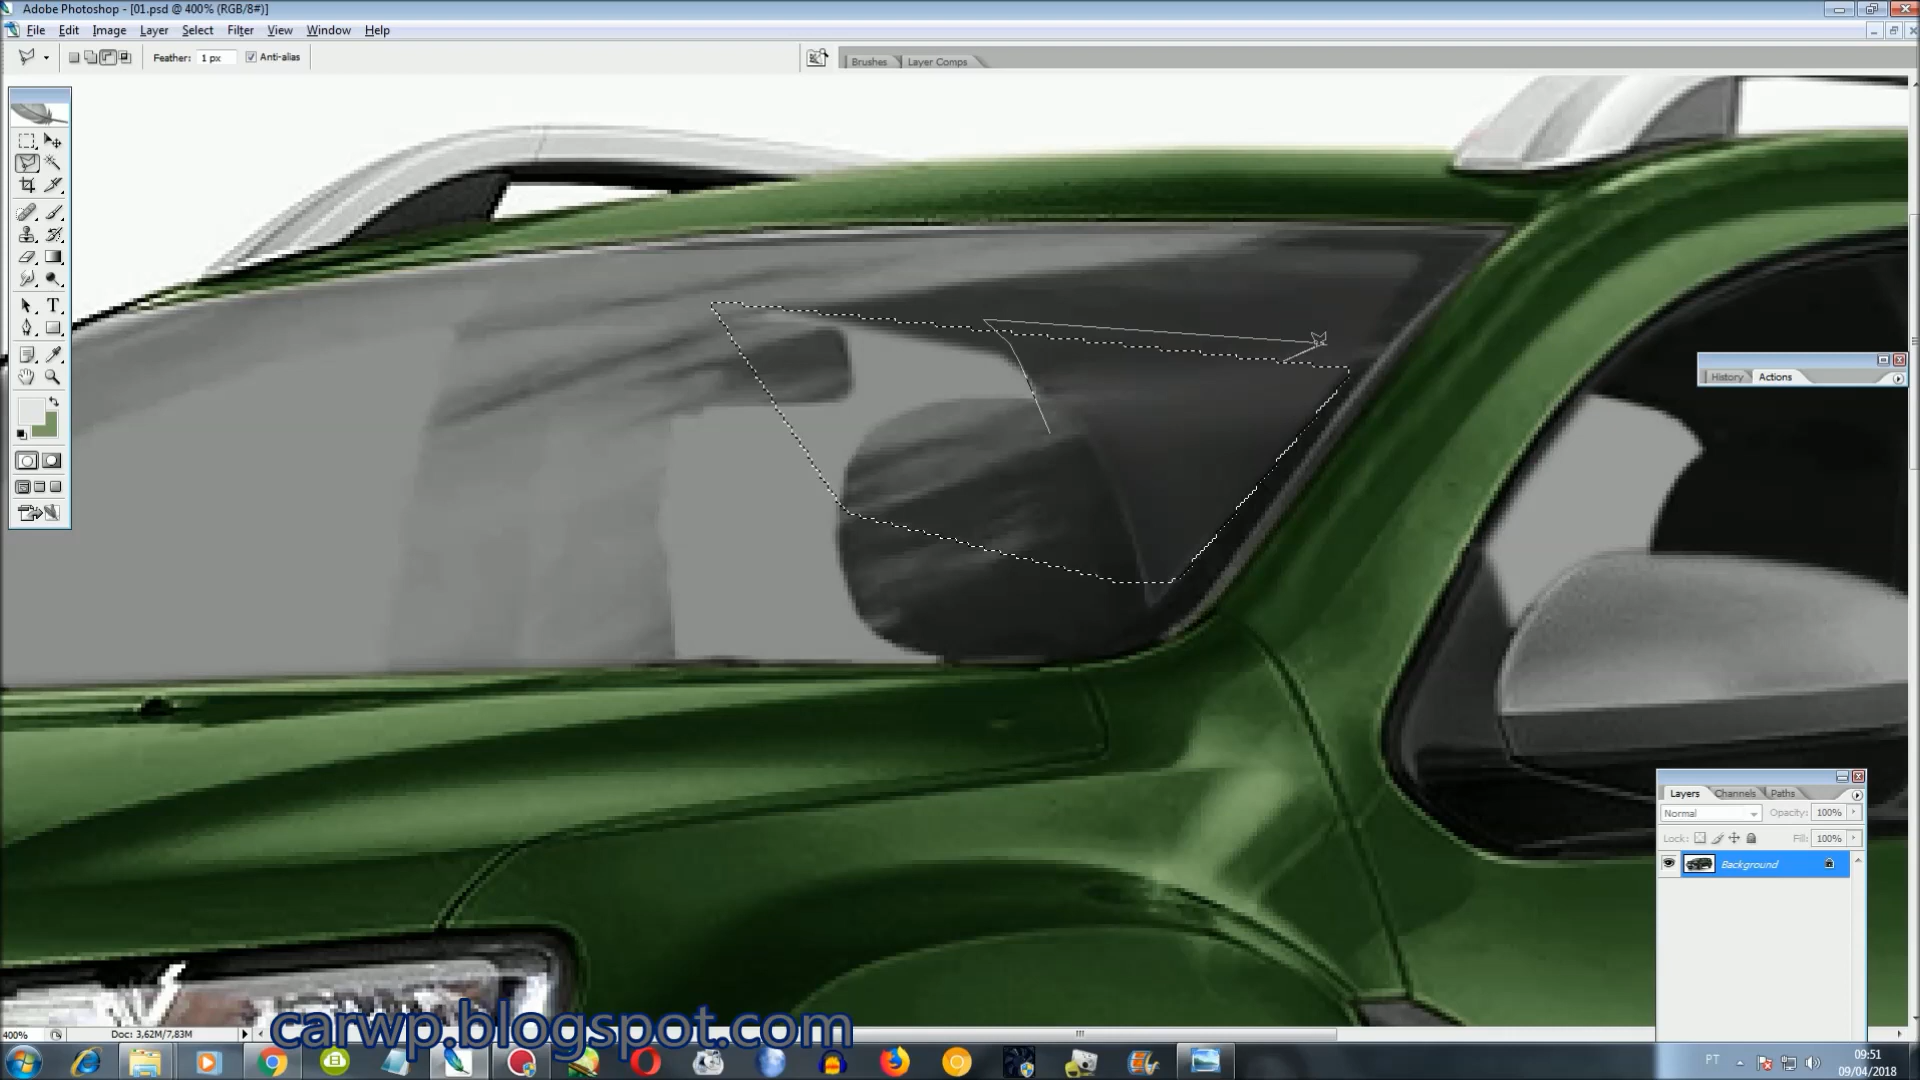 Adobe Photoshop - [01.psd @ 400% (RGB/8#)]
File Edit Image Layer Select Filter View Window Help
Feather: 1 px Anti-alias
Brushes Layer Comps
T
History Actions
Layers Channels Paths
Normal Opacity: 100%
Lock: Fill: 100%
Background
400% Doc: 3,62M/7,83M
carwp.blogspot.com
PT
09:51
09/04/2018